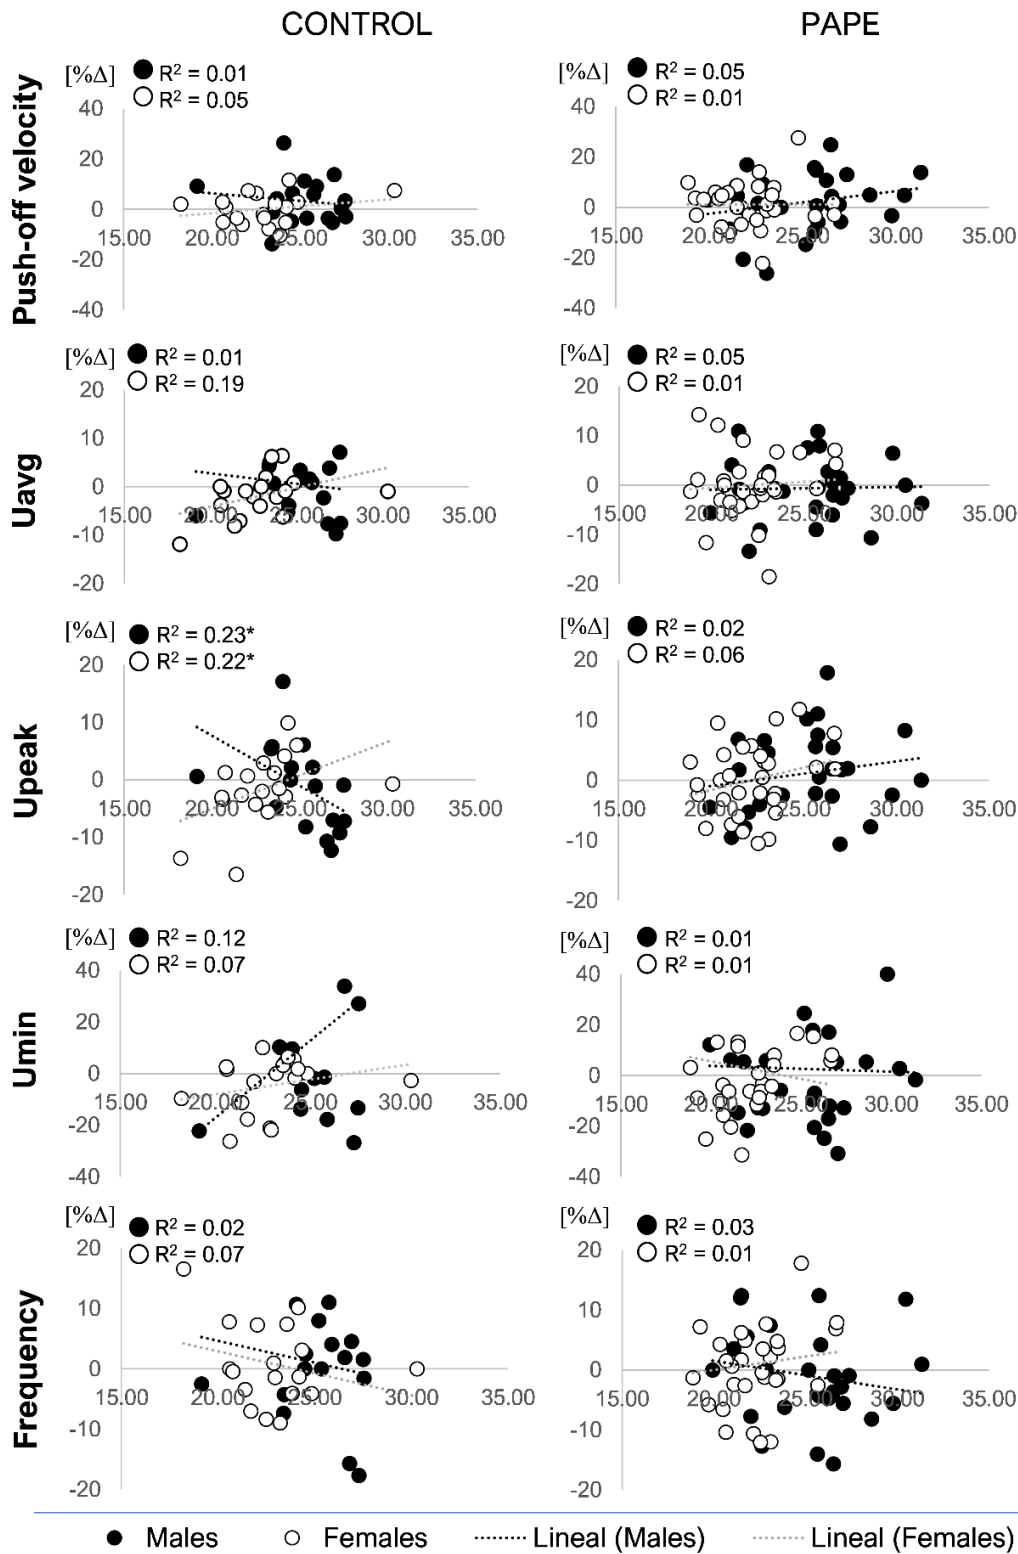 CONTROL PAPE
Push-off velocity
[%Δ] R² = 0.01
R² = 0.05
40
20
0
-20
-40
15.00 20.00 25.00 30.00 35.00
[%Δ] R² = 0.05
R² = 0.01
40
20
0
-20
-40
15.00 20.00 25.00 30.00 35.00
Uavg
[%Δ] R² = 0.01
R² = 0.19
20
10
0
-10
-20
15.00 20.00 25.00 30.00 35.00
[%Δ] R² = 0.05
R² = 0.01
20
10
0
-10
-20
15.00 20.00 25.00 30.00 35.00
Upeak
[%Δ] R² = 0.23*
R² = 0.22*
20
10
0
-10
-20
15.00 20.00 25.00 30.00 35.00
[%Δ] R² = 0.02
R² = 0.06
20
10
0
-10
-20
15.00 20.00 25.00 30.00 35.00
Umin
[%Δ] R² = 0.12
R² = 0.07
40
20
0
-20
-40
15.00 20.00 25.00 30.00 35.00
[%Δ] R² = 0.01
R² = 0.01
40
20
0
-20
-40
15.00 20.00 25.00 30.00 35.00
Frequency
[%Δ] R² = 0.02
R² = 0.07
20
10
0
-10
-20
15.00 20.00 25.00 30.00 35.00
[%Δ] R² = 0.03
R² = 0.01
20
10
0
-10
-20
15.00 20.00 25.00 30.00 35.00
Males Females Lineal (Males) Lineal (Females)